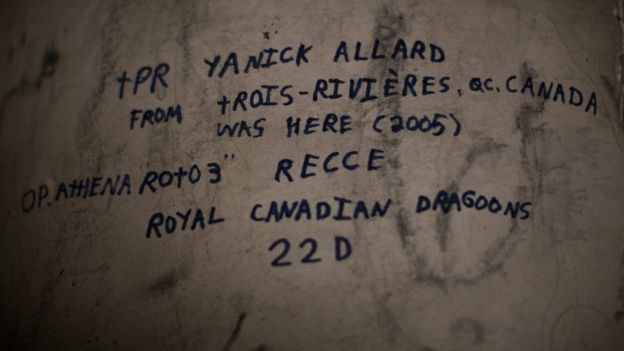 tPR YANICK ALLARD
FROM tROIS-RIVIÈRES, QC. CANADA
WAS HERE (2005)
OP. AtHENA ROtO 3" RECCE
ROYAL CANADIAN DRAGOONS
22D